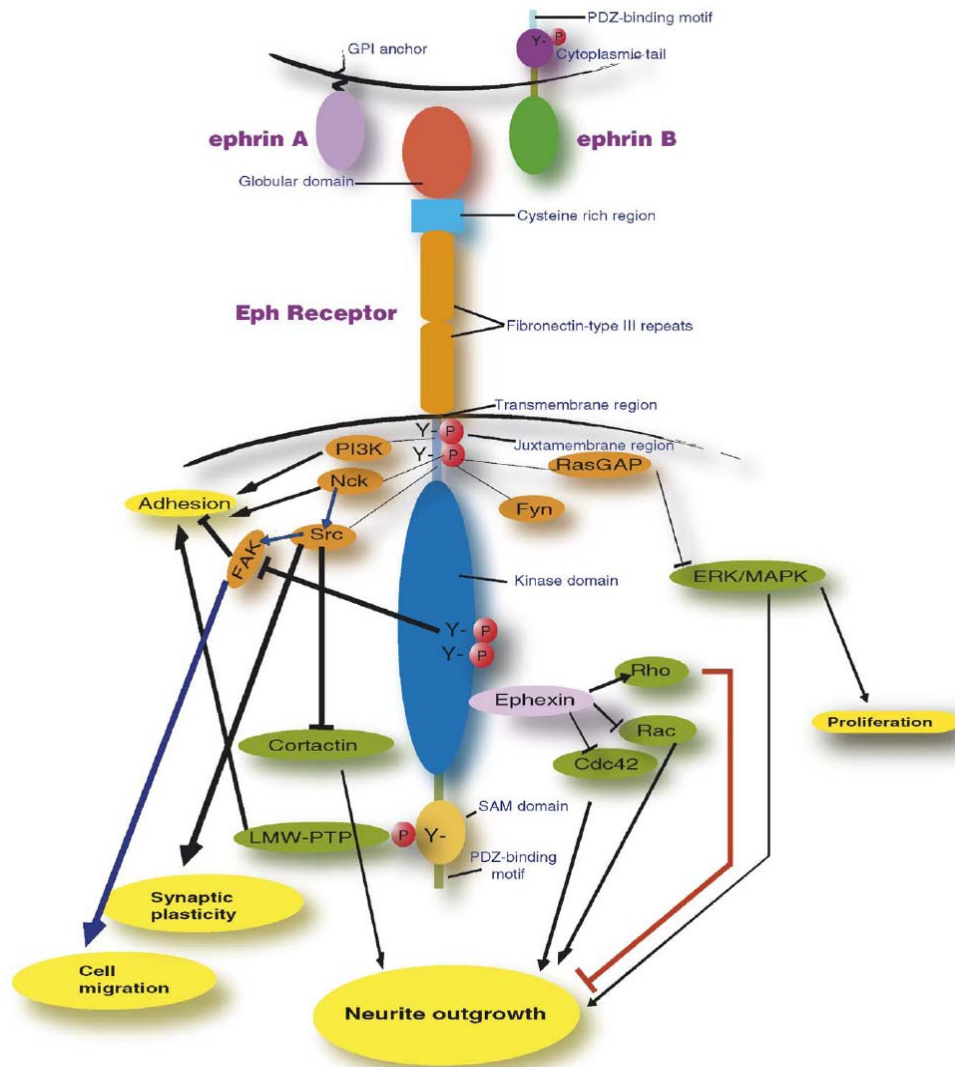 PDZ-binding motif
Y-
P
Cytoplasmic tail
GPI anchor
ephrin A
ephrin B
Globular domain
Cysteine rich region
Eph Receptor
Fibronectin-type III repeats
Transmembrane region
Y-
P
Juxtamembrane region
PI3K
Y-
P
RasGAP
Nck
Adhesion
Fyn
Src
FAK
ERK/MAPK
Kinase domain
Y-
P
Y-
P
Rho
Ephexin
Proliferation
Rac
Cortactin
Cdc42
SAM domain
LMW-PTP
P
Y-
PDZ-binding
motif
Synaptic
plasticity
Cell
migration
Neurite outgrowth